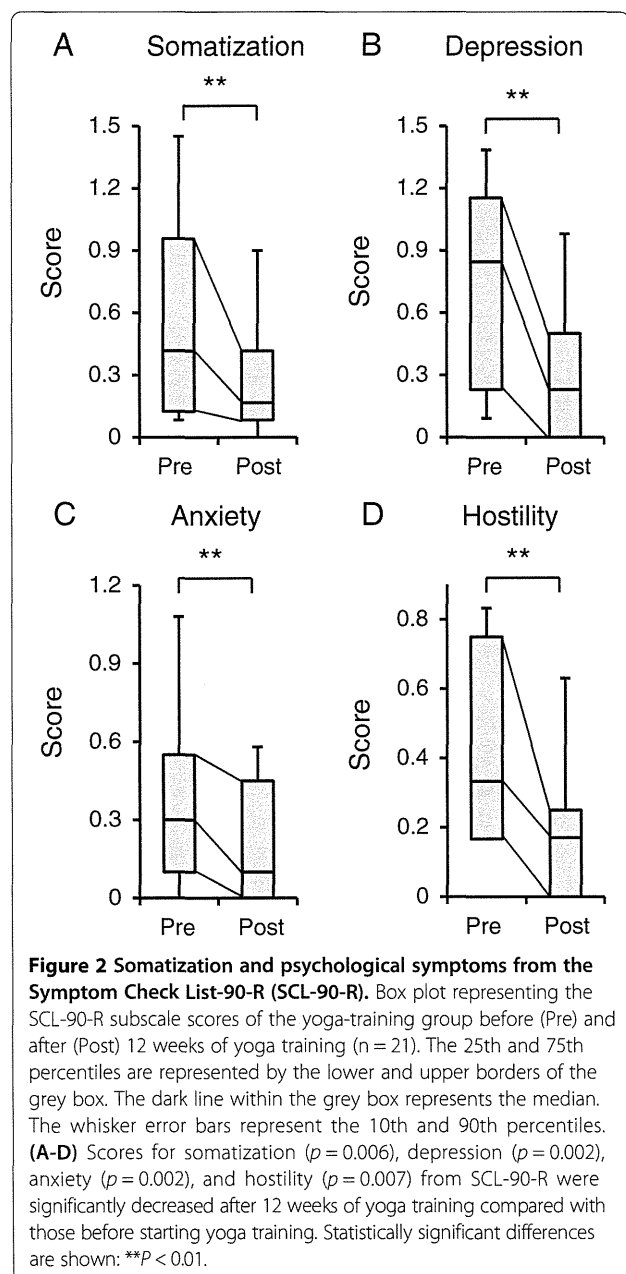 A Somatization
**
1.5
1.2
0.9
0.6
0.3
0
Score
Pre Post
B Depression
**
1.5
1.2
0.9
0.6
0.3
0
Score
Pre Post
C Anxiety
**
1.2
0.9
0.6
0.3
0
Score
Pre Post
D Hostility
**
0.8
0.6
0.4
0.2
0
Score
Pre Post
Figure 2 Somatization and psychological symptoms from the
Symptom Check List-90-R (SCL-90-R). Box plot representing the
SCL-90-R subscale scores of the yoga-training group before (Pre) and
after (Post) 12 weeks of yoga training (n = 21). The 25th and 75th
percentiles are represented by the lower and upper borders of the
grey box. The dark line within the grey box represents the median.
The whisker error bars represent the 10th and 90th percentiles.
(A-D) Scores for somatization (p = 0.006), depression (p = 0.002),
anxiety (p = 0.002), and hostility (p = 0.007) from SCL-90-R were
significantly decreased after 12 weeks of yoga training compared with
those before starting yoga training. Statistically significant differences
are shown: **P < 0.01.